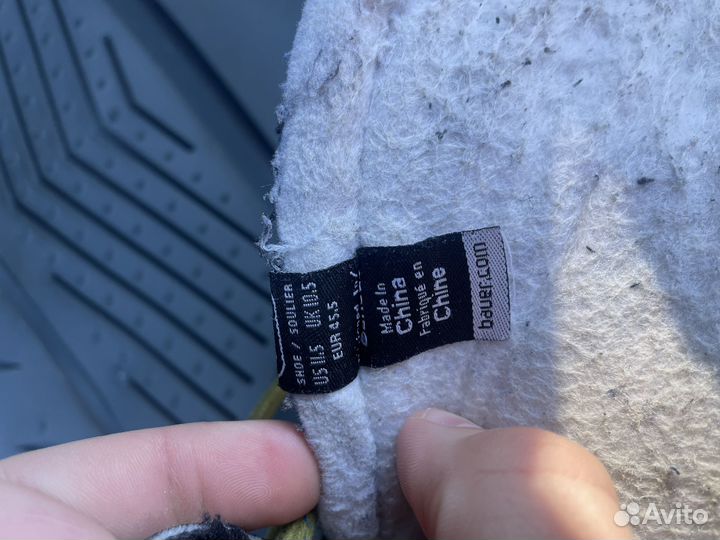 SHOE / SOULIER
US 11.5 UK 10.5
EUR 45.5
Made In
China
Fabriqué en
Chine
bauer.com
Avito